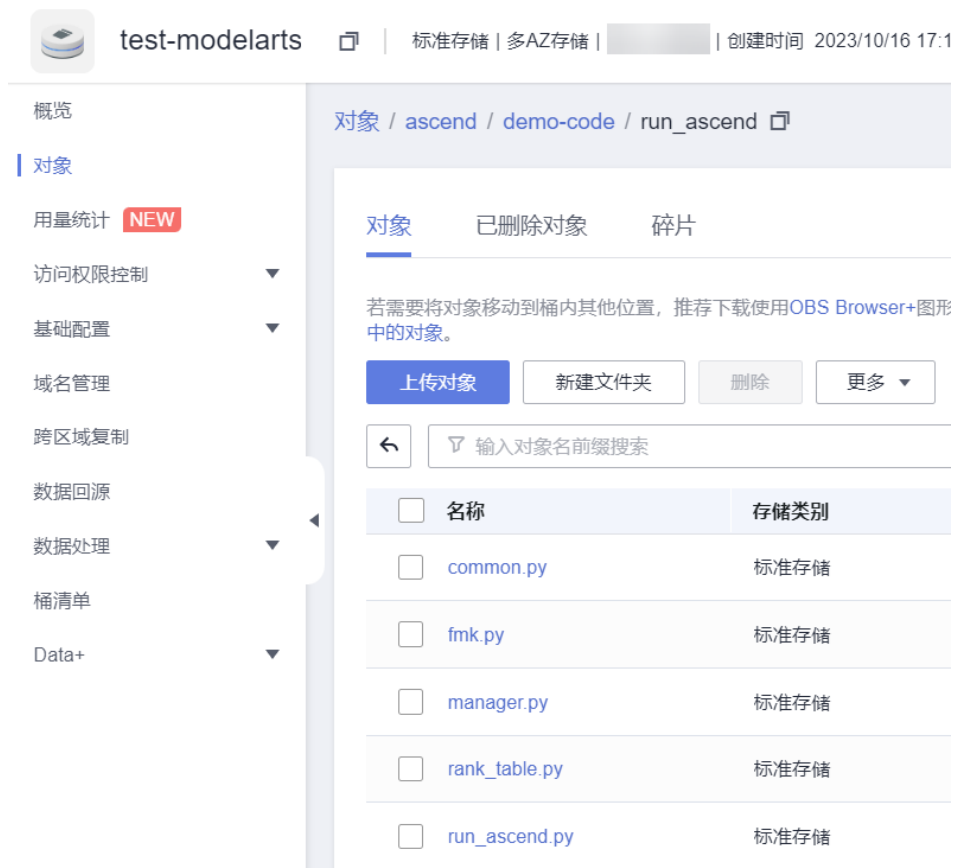 test-modelarts 标准存储 | 多AZ存储 | | 创建时间 2023/10/16 17:1
概览
对象
用量统计 NEW
访问权限控制
基础配置
域名管理
跨区域复制
数据回源
数据处理
桶清单
Data+
对象 / ascend / demo-code / run_ascend
对象 已删除对象 碎片
若需要将对象移动到桶内其他位置，推荐下载使用OBS Browser+图形
中的对象。
上传对象 新建文件夹 删除 更多
输入对象名前缀搜索
名称 存储类别
common.py 标准存储
fmk.py 标准存储
manager.py 标准存储
rank_table.py 标准存储
run_ascend.py 标准存储